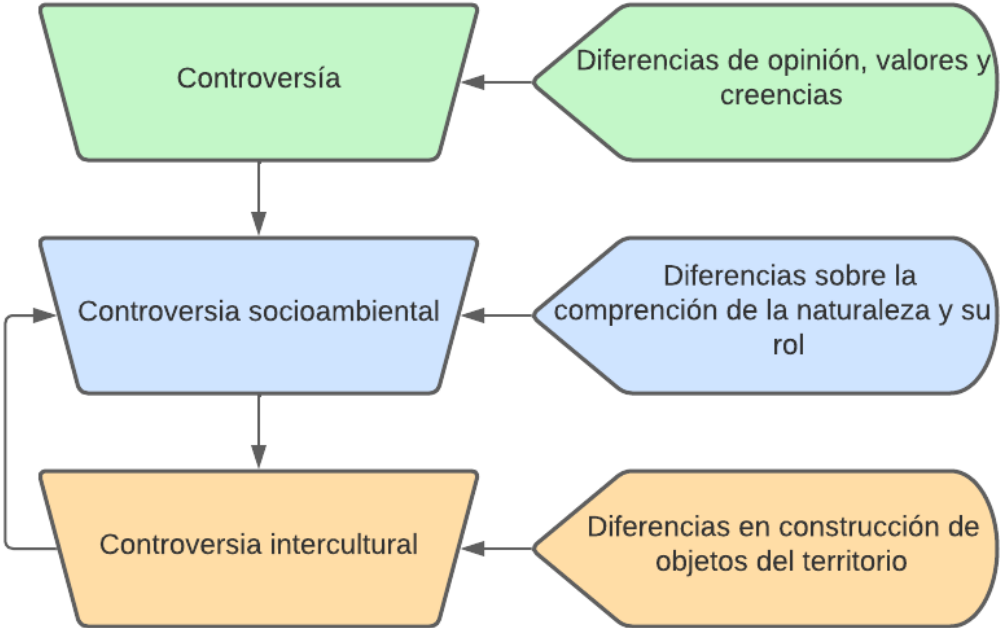 Controversía
Diferencias de opinión, valores y
creencias
Controversia socioambiental
Diferencias sobre la
comprención de la naturaleza y su
rol
Controversia intercultural
Diferencias en construcción de
objetos del territorio